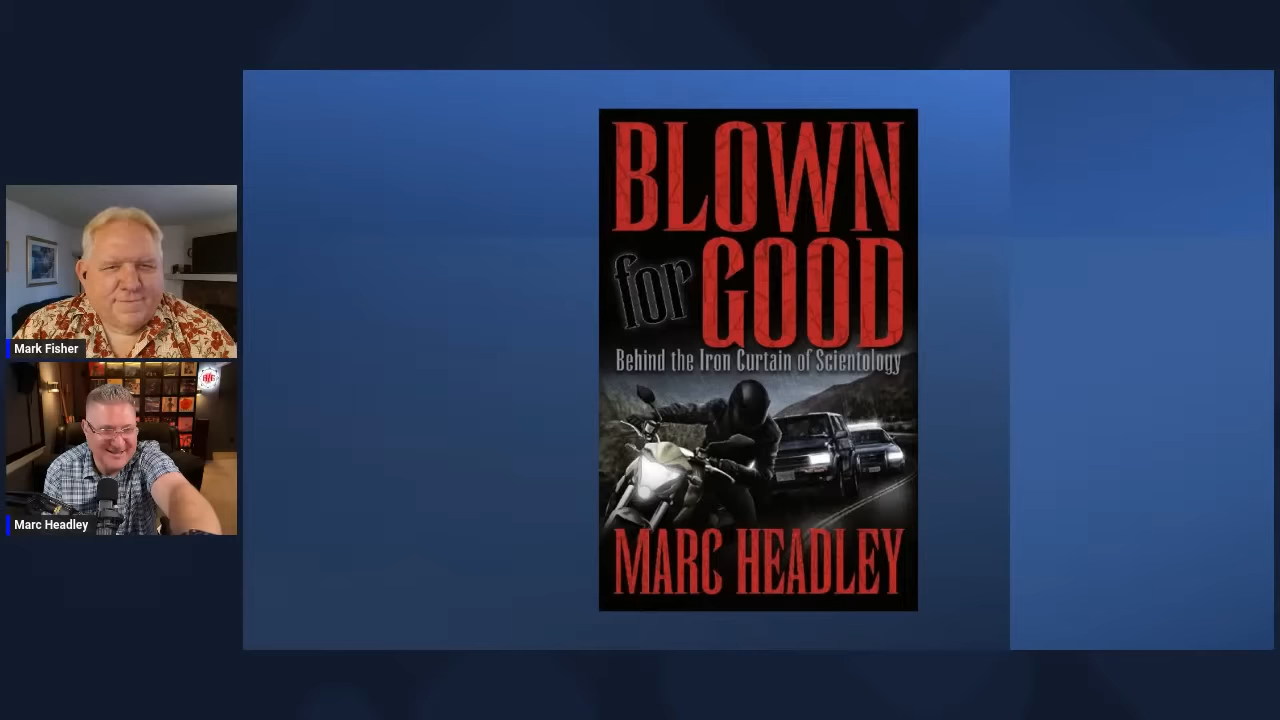 Mark Fisher
Marc Headley
BLOWN
for GOOD
Behind the Iron Curtain of Scientology
MARC HEADLEY